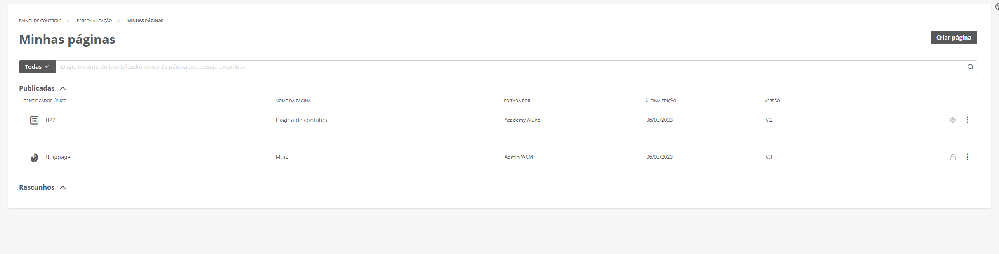 PAINEL DE CONTROLE PERSONALIZAÇÃO MINHAS PÁGINAS
Minhas páginas
Criar página
Todas Digite o nome do identificador único da página que deseja encontrar
Publicadas
IDENTIFICADOR ÚNICO NOME DA PÁGINA EDITADA POR ÚLTIMA EDIÇÃO VERSÃO
022 Pagina de contatos Academy Aluno 06/03/2023 V.2
fluigpage Fluig Admin WCM 06/03/2023 V.1
Rascunhos